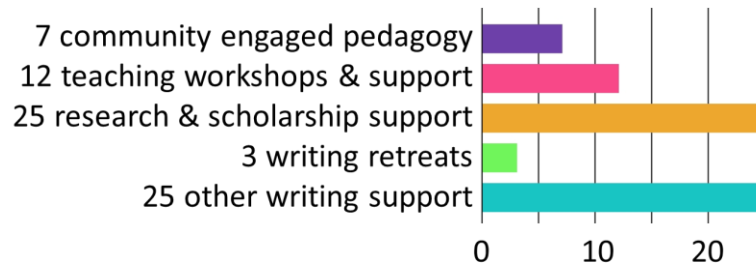 7 community engaged pedagogy
12 teaching workshops & support
25 research & scholarship support
3 writing retreats
25 other writing support
0 10 20